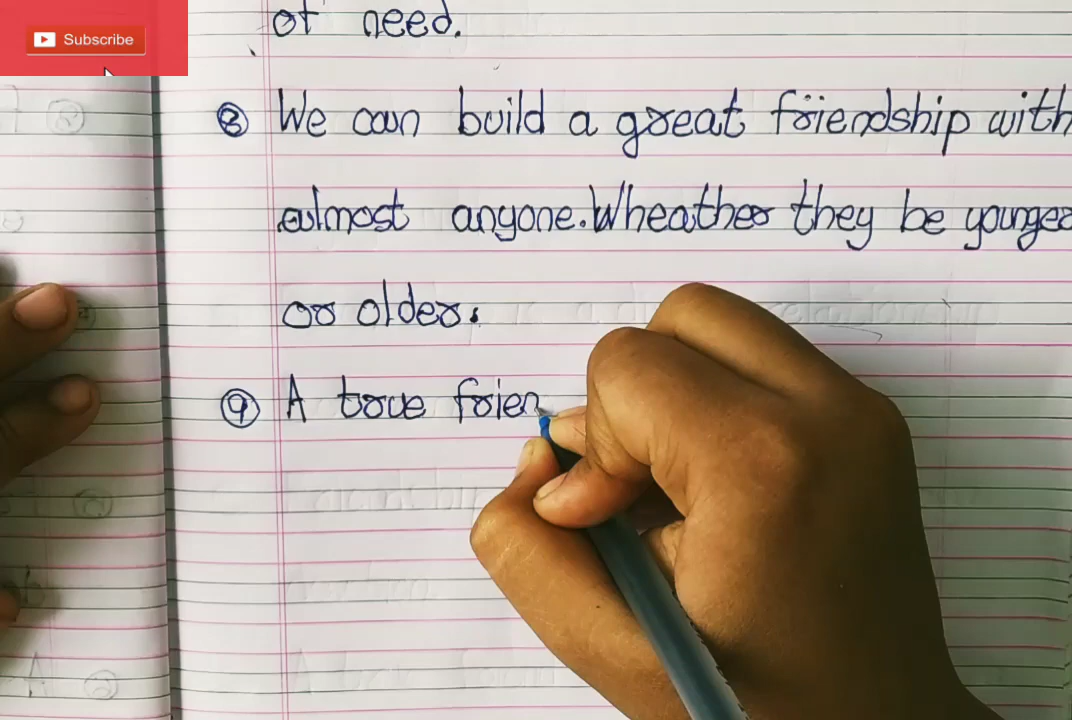 Subscribe
of need.
⑧ We can build a great friendship with
almost anyone. Wheather they be younger
or older.
⑨ A true frien